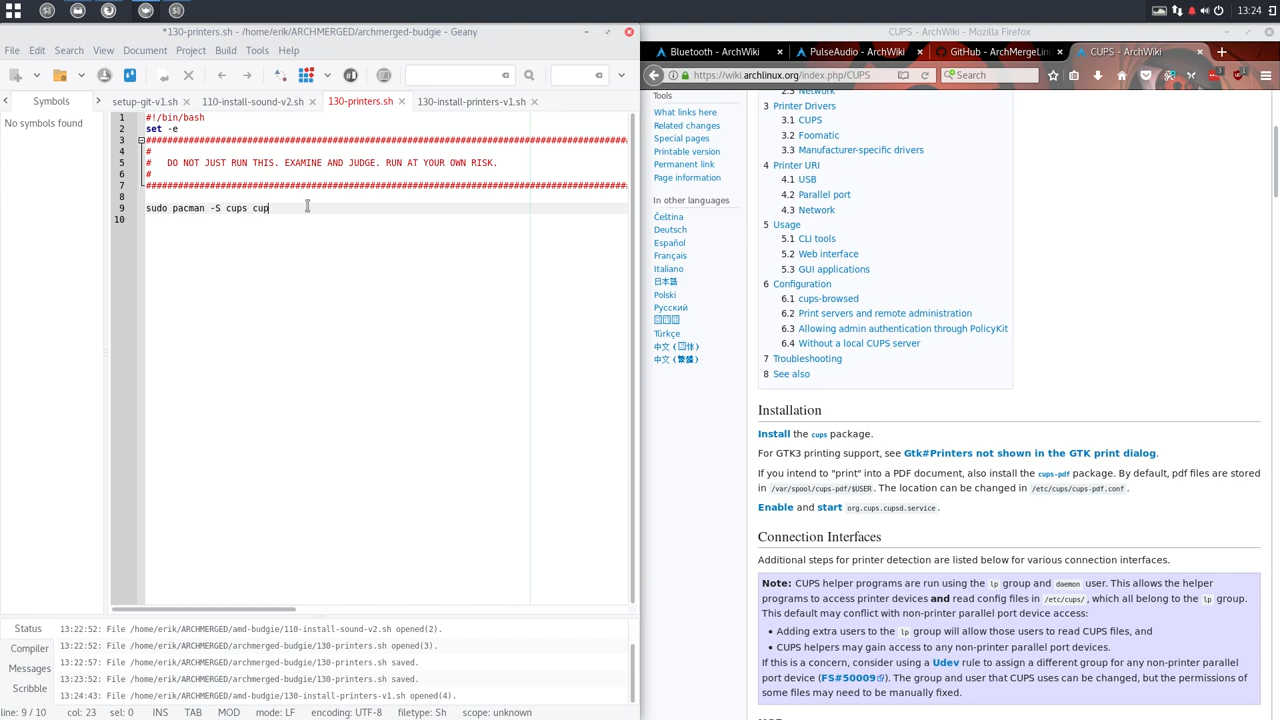 13:24
*130-printers.sh - /home/erik/ARCHMERGED/archmerged-budgie - Geany
File Edit Search View Document Project Build Tools Help
Symbols
No symbols found
setup-git-v1.sh
110-install-sound-v2.sh
130-printers.sh
130-install-printers-v1.sh
1 #!/bin/bash
2 set -e
3 ##########################################################################################
4 #
5 #   DO NOT JUST RUN THIS. EXAMINE AND JUDGE. RUN AT YOUR OWN RISK.
6 #
7 ##########################################################################################
8
9 sudo pacman -S cups cup
10
Status
Compiler
Messages
Scribble
13:22:52: File /home/erik/ARCHMERGED/amd-budgie/110-install-sound-v2.sh opened(2).
13:22:52: File /home/erik/ARCHMERGED/archmerged-budgie/130-printers.sh opened(3).
13:22:57: File /home/erik/ARCHMERGED/archmerged-budgie/130-printers.sh saved.
13:23:52: File /home/erik/ARCHMERGED/archmerged-budgie/130-printers.sh saved.
13:24:43: File /home/erik/ARCHMERGED/amd-budgie/130-install-printers-v1.sh opened(4).
line: 9 / 10 col: 23 sel: 0 INS TAB MOD mode: LF encoding: UTF-8 filetype: Sh scope: unknown
CUPS - ArchWiki - Mozilla Firefox
Bluetooth - ArchWiki
PulseAudio - ArchWiki
GitHub - ArchMergeLin
CUPS - ArchWiki
https://wiki.archlinux.org/index.php/CUPS
Search
Tools
What links here
Related changes
Special pages
Printable version
Permanent link
Page information
In other languages
Čeština
Deutsch
Español
Français
Italiano
日本語
Polski
Русский
Türkçe
2.3 Network
3 Printer Drivers
3.1 CUPS
3.2 Foomatic
3.3 Manufacturer-specific drivers
4 Printer URI
4.1 USB
4.2 Parallel port
4.3 Network
5 Usage
5.1 CLI tools
5.2 Web interface
5.3 GUI applications
6 Configuration
6.1 cups-browsed
6.2 Print servers and remote administration
6.3 Allowing admin authentication through PolicyKit
6.4 Without a local CUPS server
7 Troubleshooting
8 See also
Installation
Install the cups package.
For GTK3 printing support, see Gtk#Printers not shown in the GTK print dialog.
If you intend to "print" into a PDF document, also install the cups-pdf package. By default, pdf files are stored
in /var/spool/cups-pdf/$USER. The location can be changed in /etc/cups/cups-pdf.conf.
Enable and start org.cups.cupsd.service.
Connection Interfaces
Additional steps for printer detection are listed below for various connection interfaces.
Note: CUPS helper programs are run using the lp group and daemon user. This allows the helper
programs to access printer devices and read config files in /etc/cups/, which all belong to the lp group.
This default may conflict with non-printer parallel port device access:
• Adding extra users to the lp group will allow those users to read CUPS files, and
• CUPS helpers may gain access to any non-printer parallel port devices.
If this is a concern, consider using a Udev rule to assign a different group for any non-printer parallel
port device (FS#50009). The group and user that CUPS uses can be changed, but the permissions of
some files may need to be manually fixed.